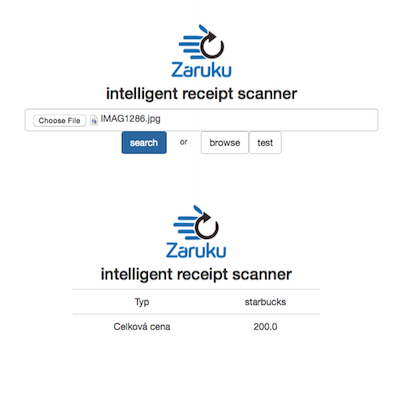 Zaruku
intelligent receipt scanner
Choose File IMAG1286.jpg
search or browse test
Zaruku
intelligent receipt scanner
Typ starbucks
Celková cena 200.0